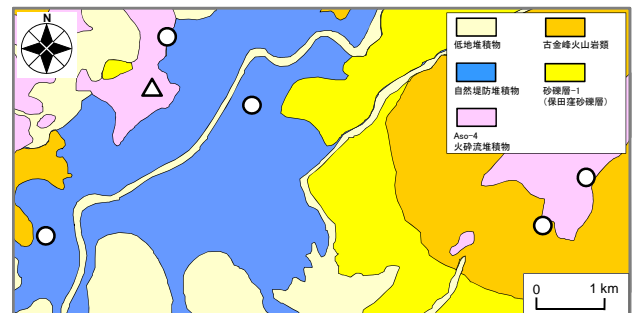 N
低地堆積物
古金峰火山岩類
自然堤防堆積物
砂礫層-1
(保田窪砂礫層)
Aso-4
火砕流堆積物
0 1 km